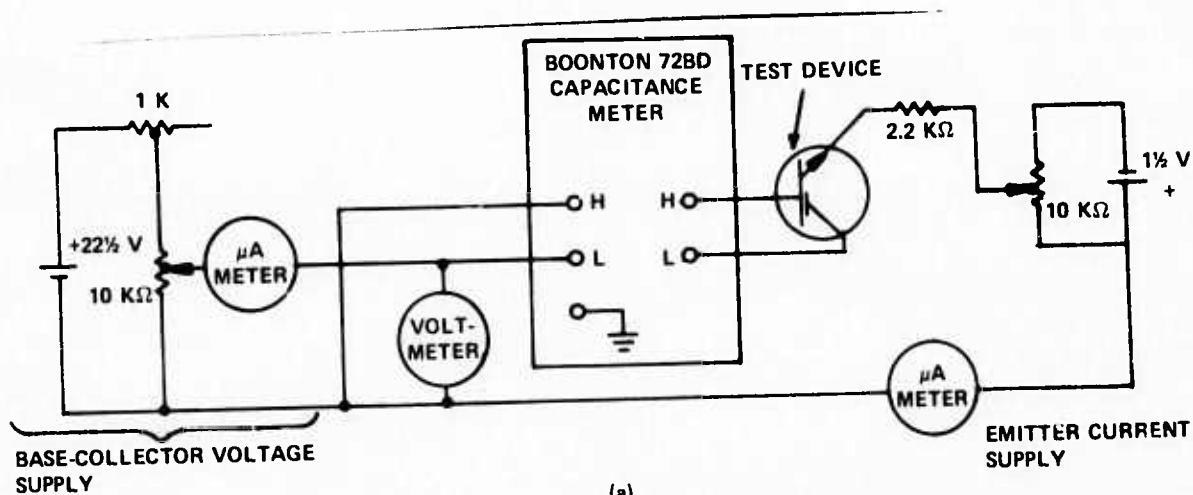 BOONTON 72BD
CAPACITANCE
METER
TEST DEVICE
1 K
2.2 KΩ
1½ V
+
10 KΩ
H
H
+22½ V
μA
METER
10 KΩ
L
L
VOLT-
METER
μA
METER
BASE-COLLECTOR VOLTAGE
SUPPLY
EMITTER CURRENT
SUPPLY
(a)